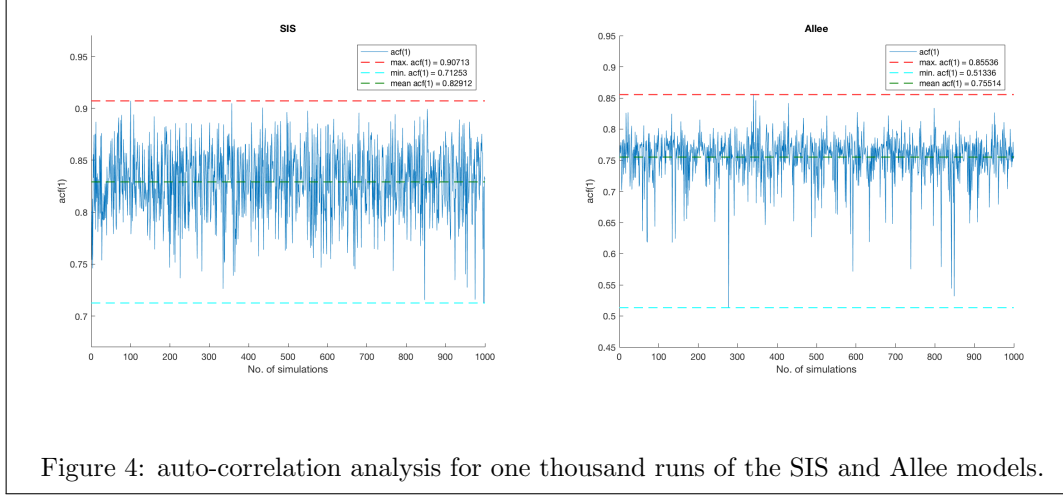 SIS
acf(1)
max. acf(1) = 0.90713
min. acf(1) = 0.71253
mean acf(1) = 0.82912
0.95
0.9
0.85
0.8
0.75
0.7
acf(1)
0 100 200 300 400 500 600 700 800 900 1000
No. of simulations
Allee
acf(1)
max. acf(1) = 0.85536
min. acf(1) = 0.51336
mean acf(1) = 0.75514
0.95
0.9
0.85
0.8
0.75
0.7
0.65
0.6
0.55
0.5
0.45
acf(1)
0 100 200 300 400 500 600 700 800 900 1000
No. of simulations
Figure 4: auto-correlation analysis for one thousand runs of the SIS and Allee models.